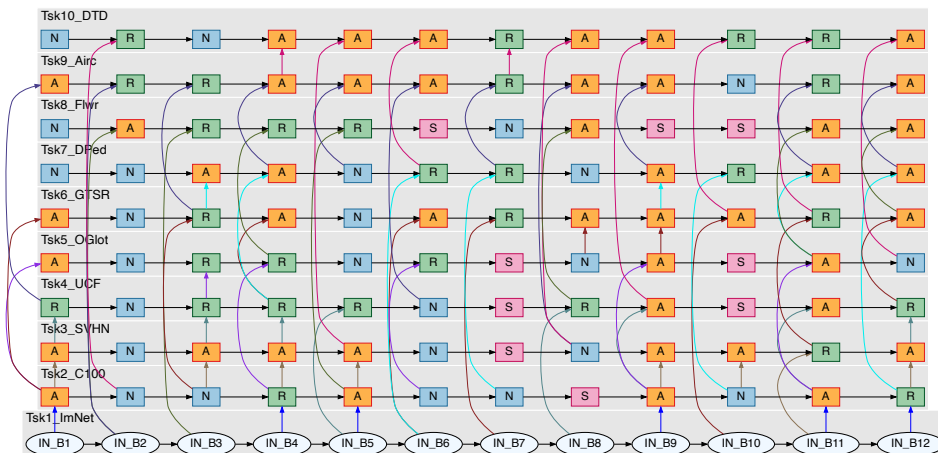 Tsk10_DTD
N R N A A A R A A R R A
Tsk9_Airc
A R R A A A R A A N R A
Tsk8_Flwr
N A R R R S N A S S A A
Tsk7_DPed
N N A A N R R N A R A A
Tsk6_GTSR
A N R A N A R A A A R A
Tsk5_OGlot
A N R R N R S N A S A N
Tsk4_UCF
R N R R R N S R A S A R
Tsk3_SVHN
A N A A A N S N A A R A
Tsk2_C100
A N N R A N N S A N A R
Tsk1_ImNet
IN_B1 IN_B2 IN_B3 IN_B4 IN_B5 IN_B6 IN_B7 IN_B8 IN_B9 IN_B10 IN_B11 IN_B12